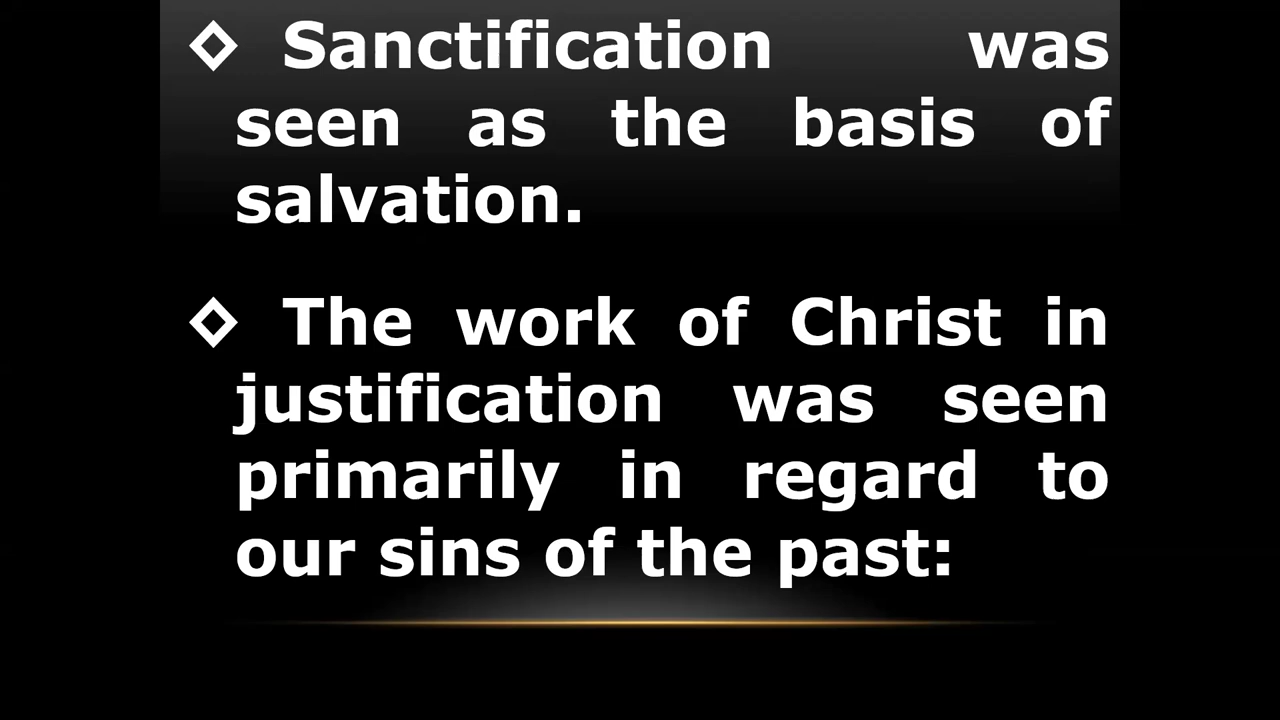 ❖ Sanctification was
seen as the basis of
salvation.
❖ The work of Christ in
justification was seen
primarily in regard to
our sins of the past: